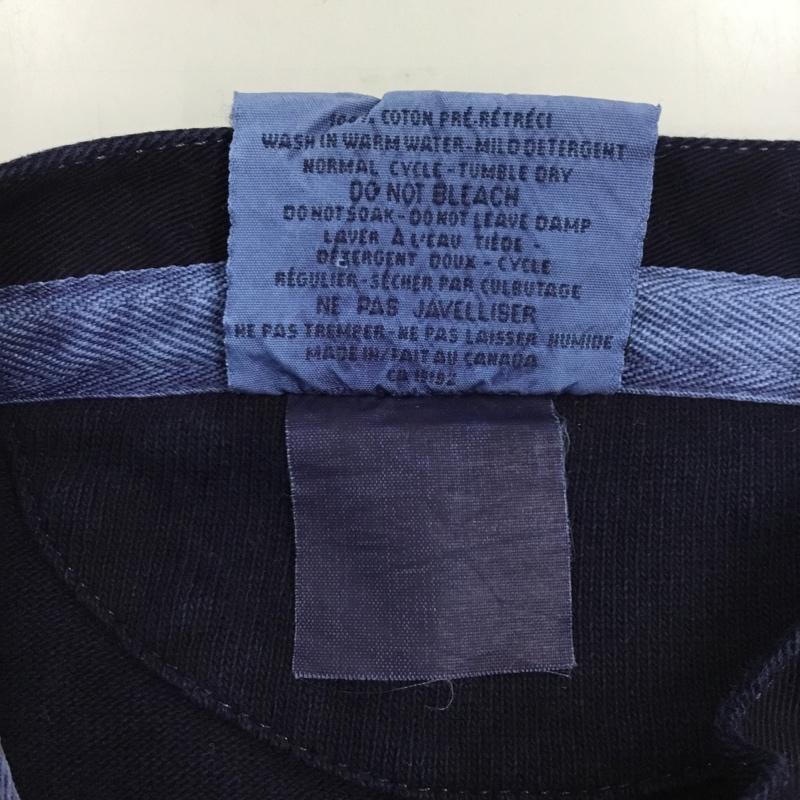 100% COTON PRÉ-RÉTRÉCI
WASH IN WARM WATER-MILD DETERGENT
NORMAL CYCLE-TUMBLE DRY
DO NOT BLEACH
DO NOT SOAK-DO NOT LEAVE DAMP
LAVER À L'EAU TIÈDE-
DÉTERGENT DOUX-CYCLE
RÉGULIER-SÉCHER PAR CULBUTAGE
NE PAS JAVELLISER
NE PAS TREMPER-NE PAS LAISSER HUMIDE
MADE IN/FAIT AU CANADA
CA